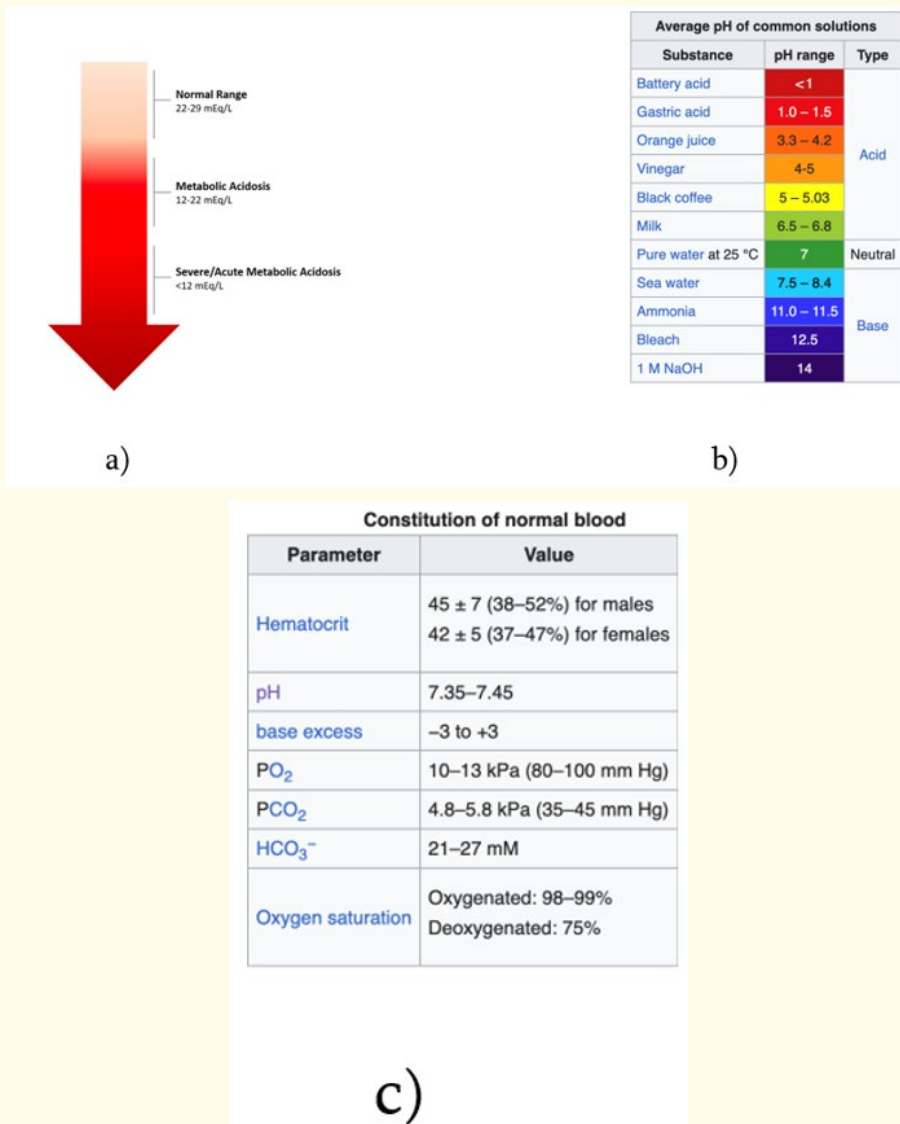 Normal Range
22-29 mEq/L
Metabolic Acidosis
12-22 mEq/L
Severe/Acute Metabolic Acidosis
<12 mEq/L
a)
Average pH of common solutions
Substance pH range Type
Battery acid <1
Gastric acid 1.0 – 1.5
Orange juice 3.3 – 4.2
Acid
Vinegar 4-5
Black coffee 5 – 5.03
Milk 6.5 – 6.8
Pure water at 25 °C 7 Neutral
Sea water 7.5 – 8.4
Ammonia 11.0 – 11.5
Base
Bleach 12.5
1 M NaOH 14
b)
Constitution of normal blood
Parameter Value
Hematocrit
45 ± 7 (38–52%) for males
42 ± 5 (37–47%) for females
pH 7.35–7.45
base excess −3 to +3
PO₂ 10–13 kPa (80–100 mm Hg)
PCO₂ 4.8–5.8 kPa (35–45 mm Hg)
HCO₃⁻ 21–27 mM
Oxygen saturation
Oxygenated: 98–99%
Deoxygenated: 75%
c)